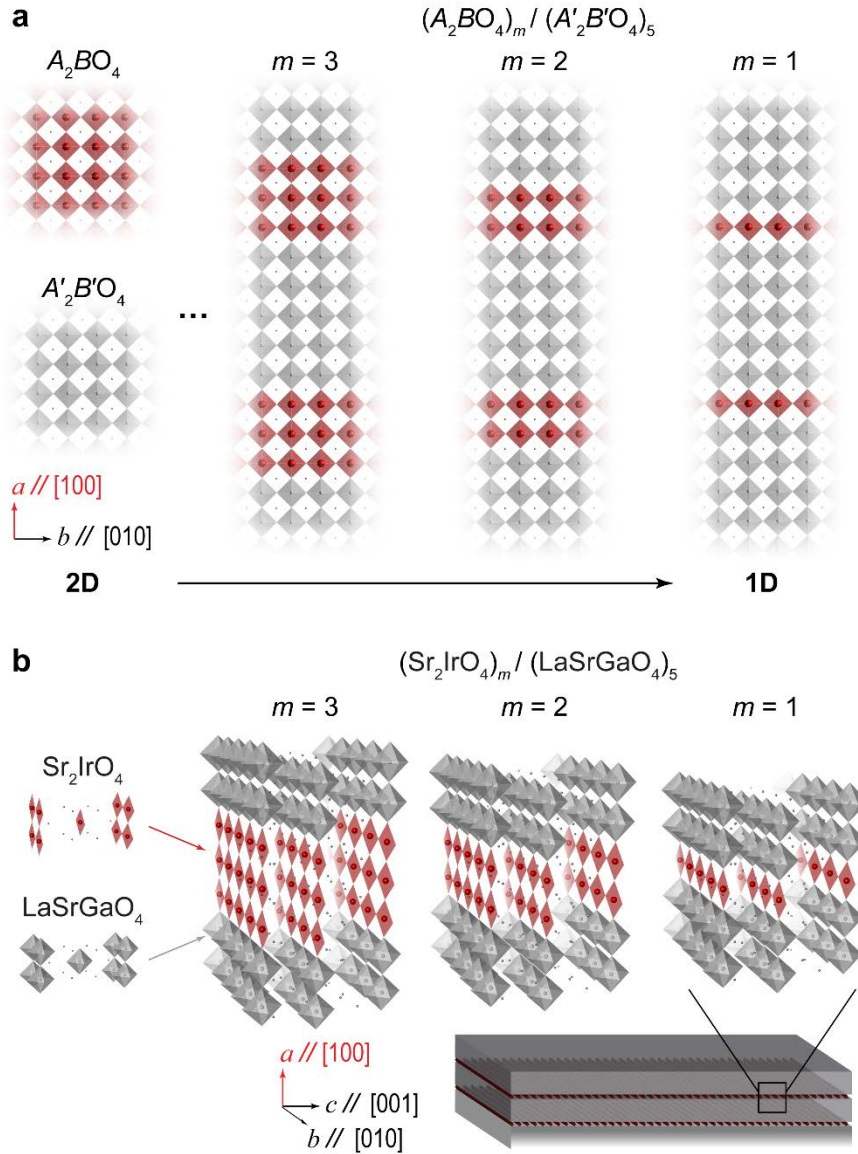 a
(A₂BO₄)ₘ / (A′₂B′O₄)₅
A₂BO₄
m = 3
m = 2
m = 1
A′₂B′O₄
...
a // [100]
b // [010]
2D
1D
b
(Sr₂IrO₄)ₘ / (LaSrGaO₄)₅
m = 3
m = 2
m = 1
Sr₂IrO₄
LaSrGaO₄
a // [100]
c // [001]
b // [010]